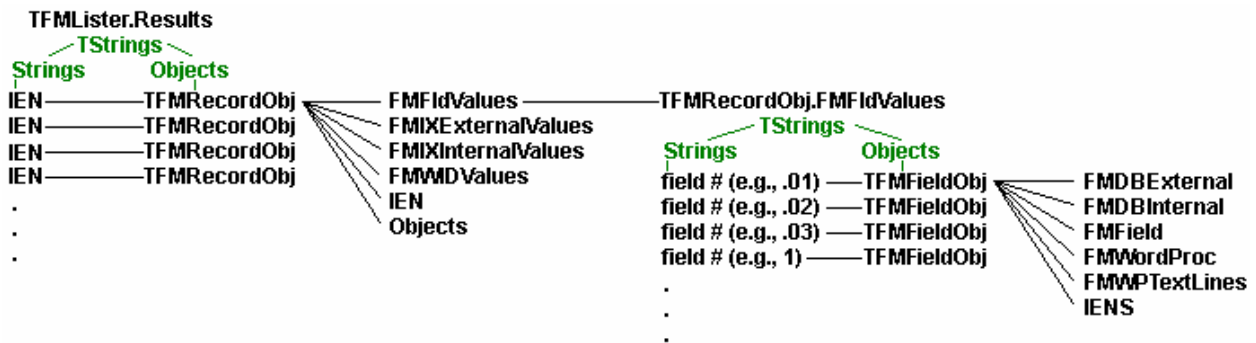 TFMLister.Results
TStrings
Strings Objects
IEN TFMRecordObj FMFldValues TFMRecordObj.FMFldValues
IEN TFMRecordObj FMIXExternalValues TStrings
IEN TFMRecordObj FMIXInternalValues Strings Objects
IEN TFMRecordObj FMWIDValues field # (e.g., .01) TFMFieldObj FMDBExternal
. IEN field # (e.g., .02) TFMFieldObj FMDBInternal
. Objects field # (e.g., .03) TFMFieldObj FMField
. field # (e.g., 1) TFMFieldObj FMWordProc
. FMWPTextLines
. IENS
.